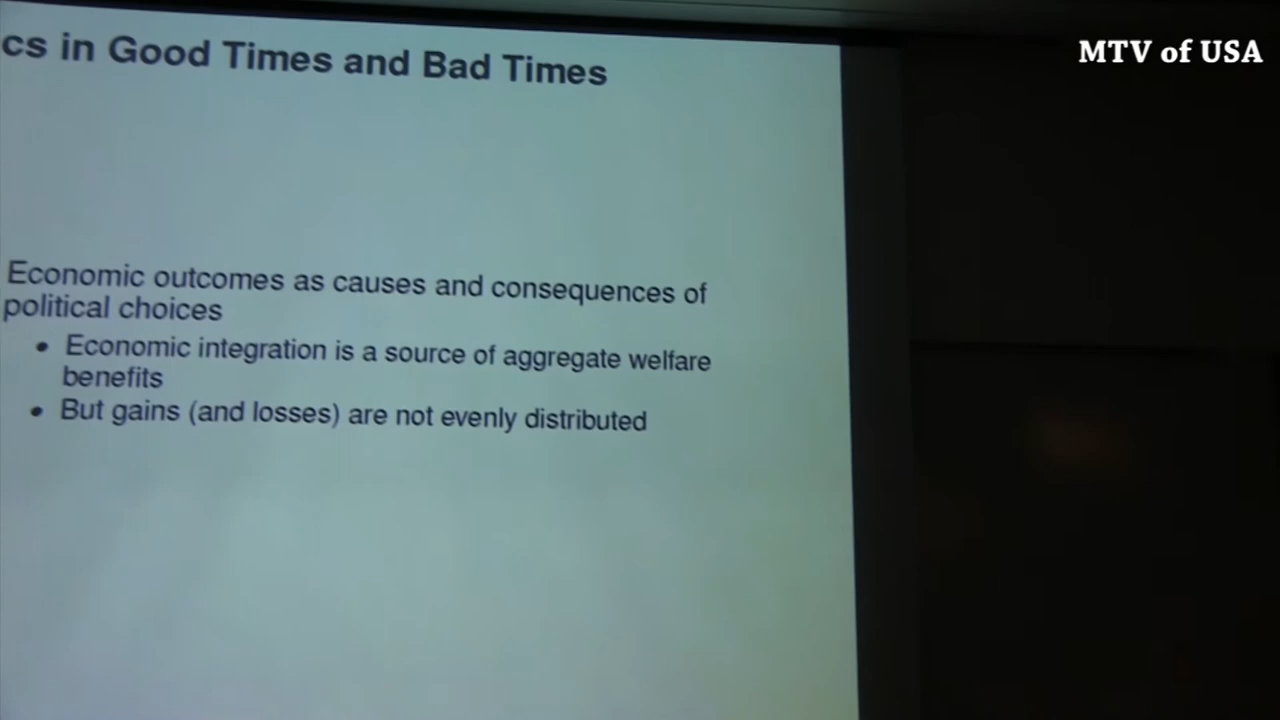 cs in Good Times and Bad Times
MTV of USA
Economic outcomes as causes and consequences of
political choices
• Economic integration is a source of aggregate welfare
benefits
• But gains (and losses) are not evenly distributed